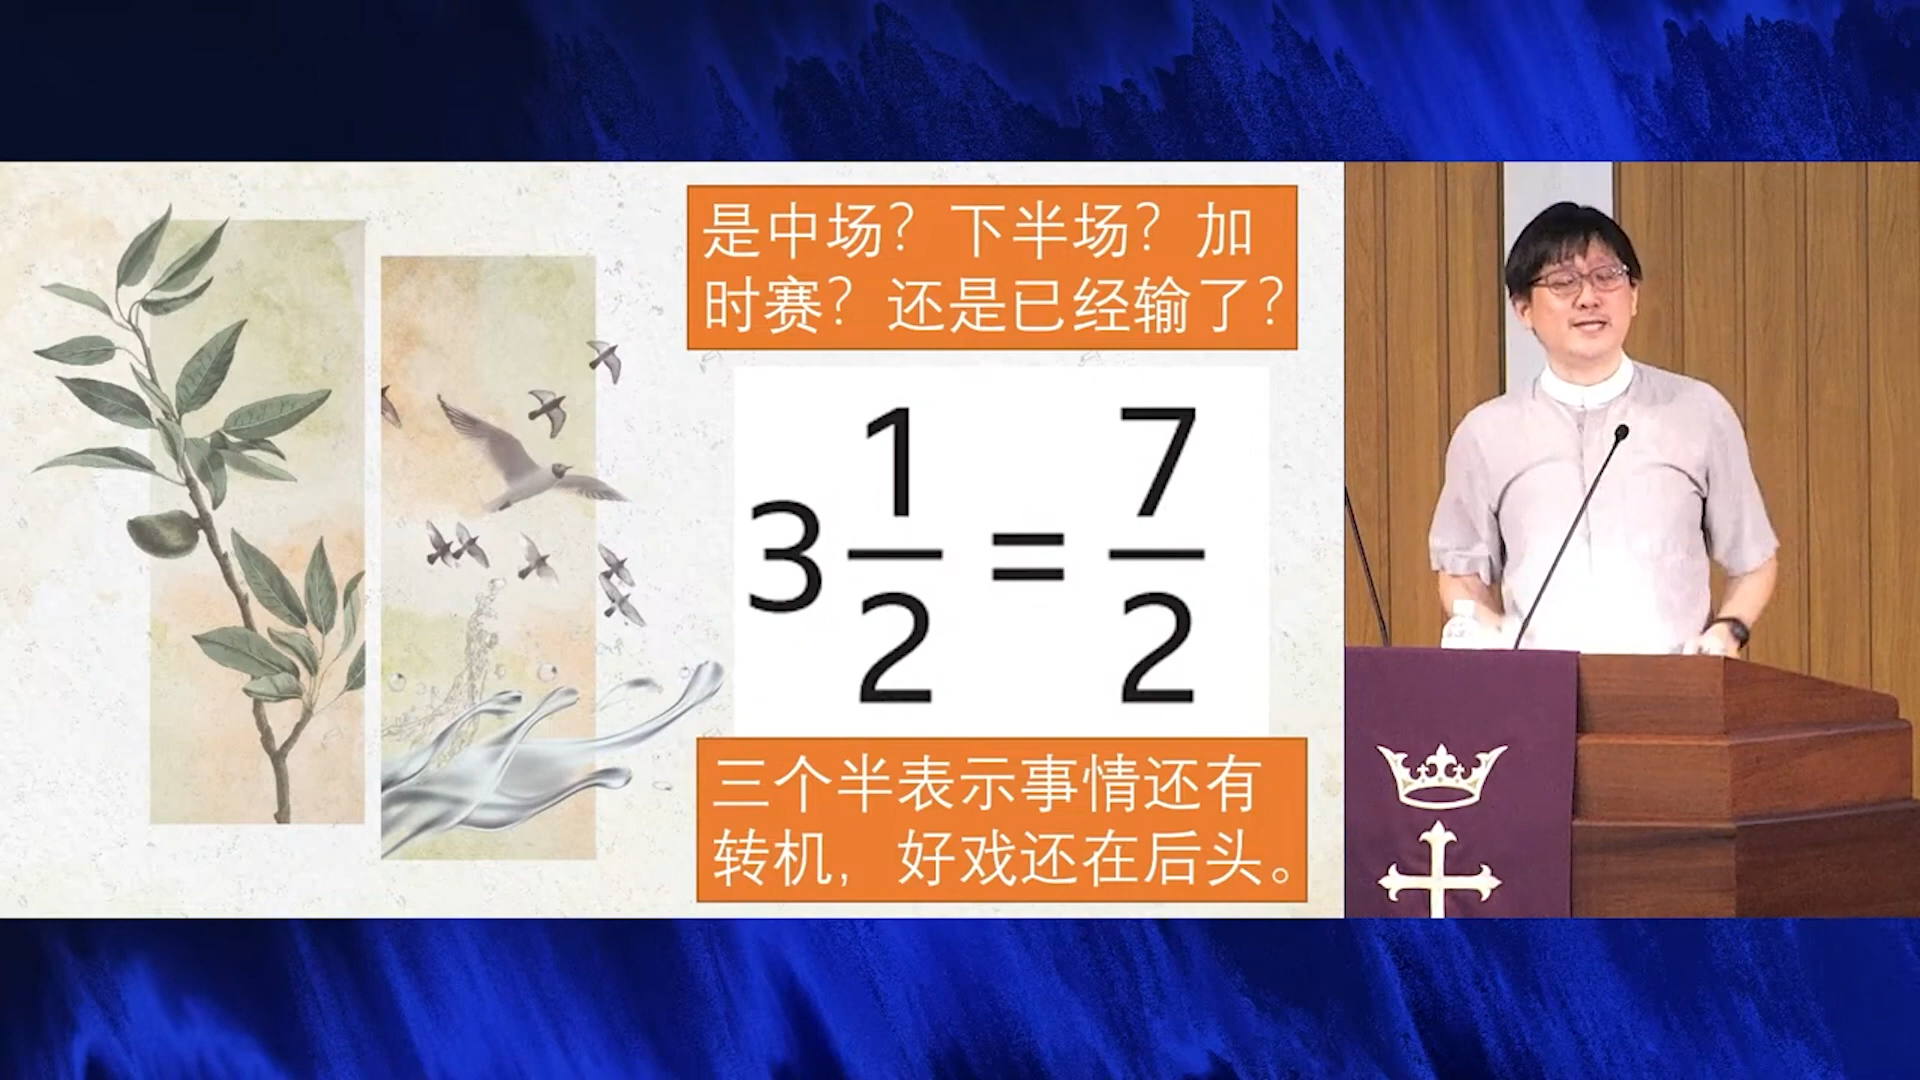 是中场？下半场？加
时赛？还是已经输了？
3 1/2 = 7/2
三个半表示事情还有
转机，好戏还在后头。